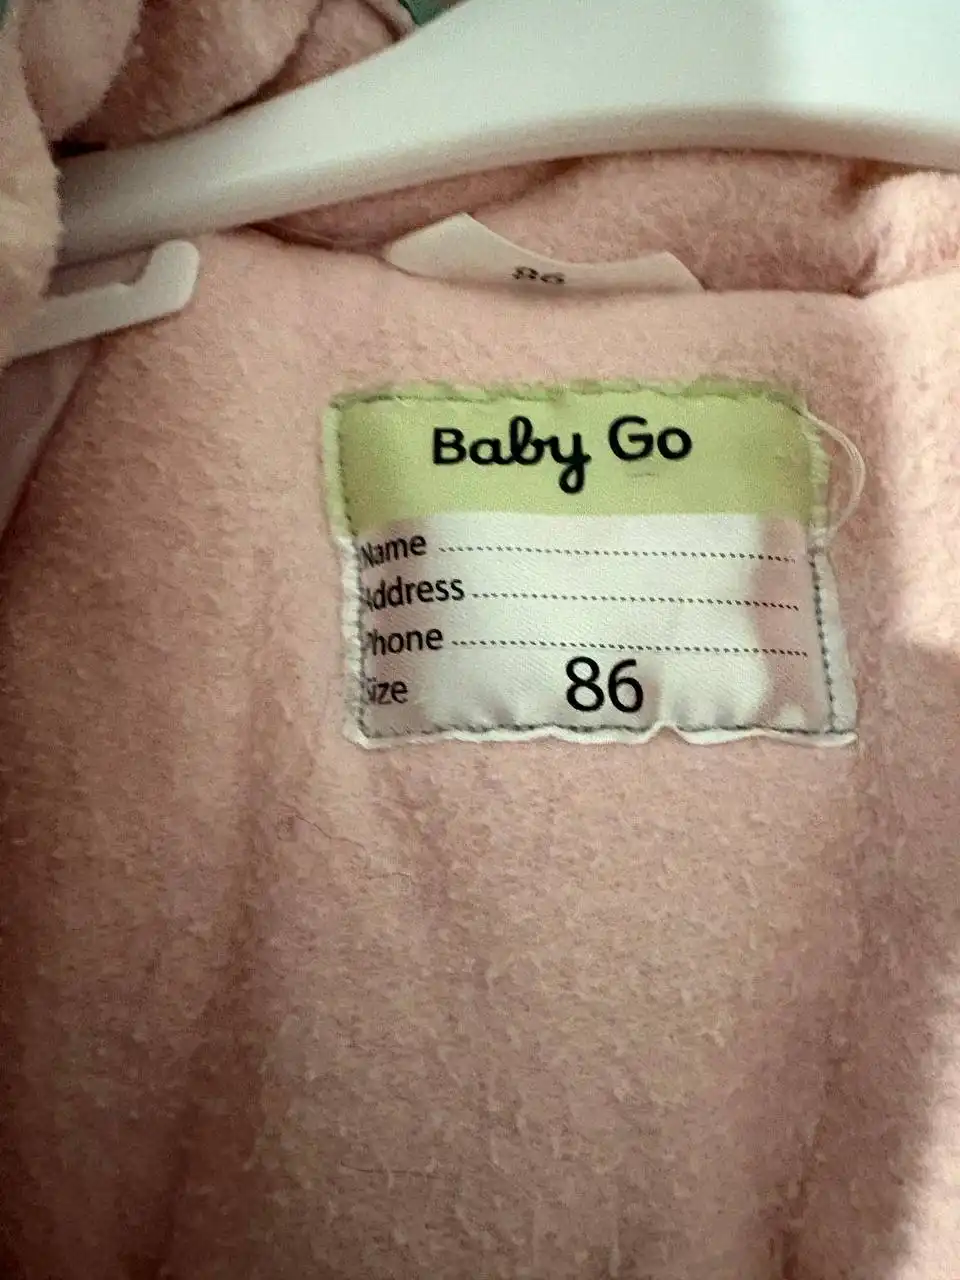 86
Baby Go
Name
Address
Phone
Size 86